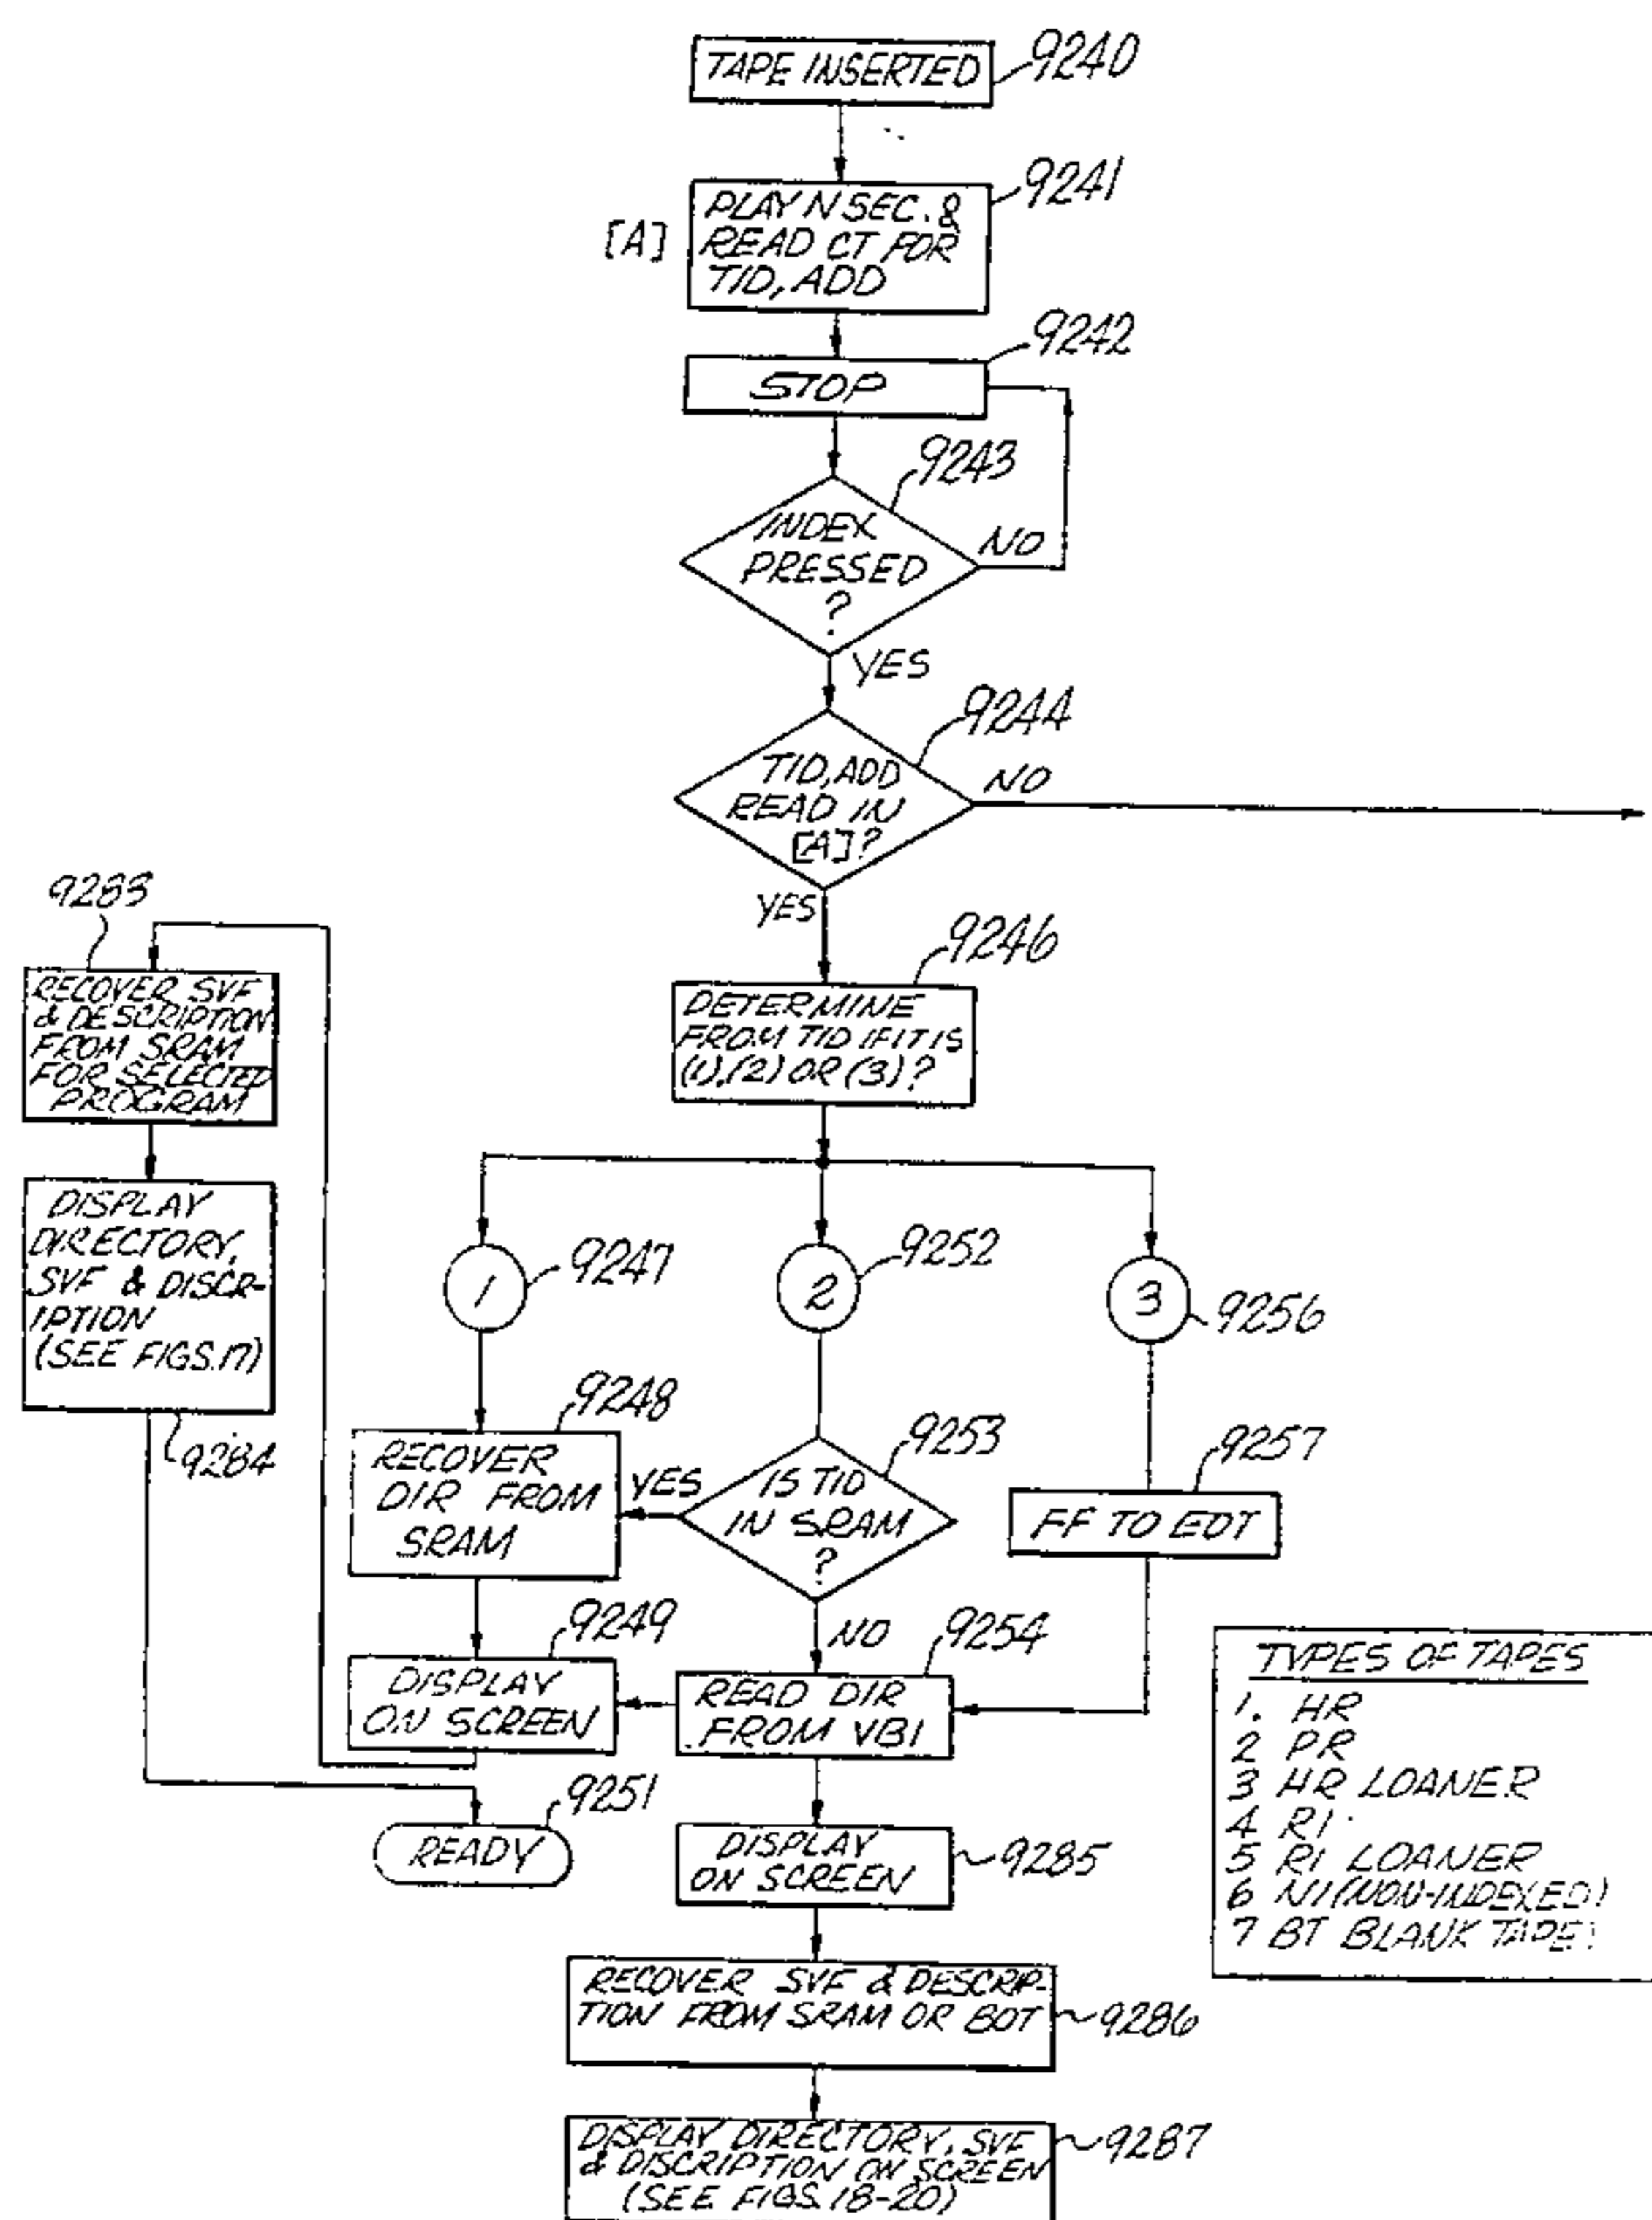 TAPE INSERTED
9240
[A]
PLAY N SEC. &
READ CT FOR
TID, ADD
9241
STOP
9242
INDEX
PRESSED
?
9243
NO
YES
TID, ADD
READ IN
[A]?
9244
NO
YES
DETERMINE
FROM TID IF IT IS
(1), (2) OR (3)?
9246
9283
RECOVER SVF
& DESCRIPTION
FROM SRAM
FOR SELECTED
PROGRAM
DISPLAY
DIRECTORY,
SVF & DISCR-
IPTION
(SEE FIGS. 17)
9284
1
9247
2
9252
3
9256
RECOVER
DIR FROM
SRAM
9248
YES
IS TID
IN SRAM
?
9253
NO
FF TO EOT
9257
DISPLAY
ON SCREEN
9249
READ DIR
FROM VBI
9254
READY
9251
DISPLAY
ON SCREEN
9285
RECOVER SVF & DESCRIP-
TION FROM SRAM OR BOT
9286
DISPLAY DIRECTORY, SVF
& DISCRIPTION ON SCREEN
(SEE FIGS. 18-20)
9287
TYPES OF TAPES
1. HR
2 PR
3 HR LOANER
4 RI
5 RI LOANER
6 NI (NON-INDEXED)
7 BT BLANK TAPE